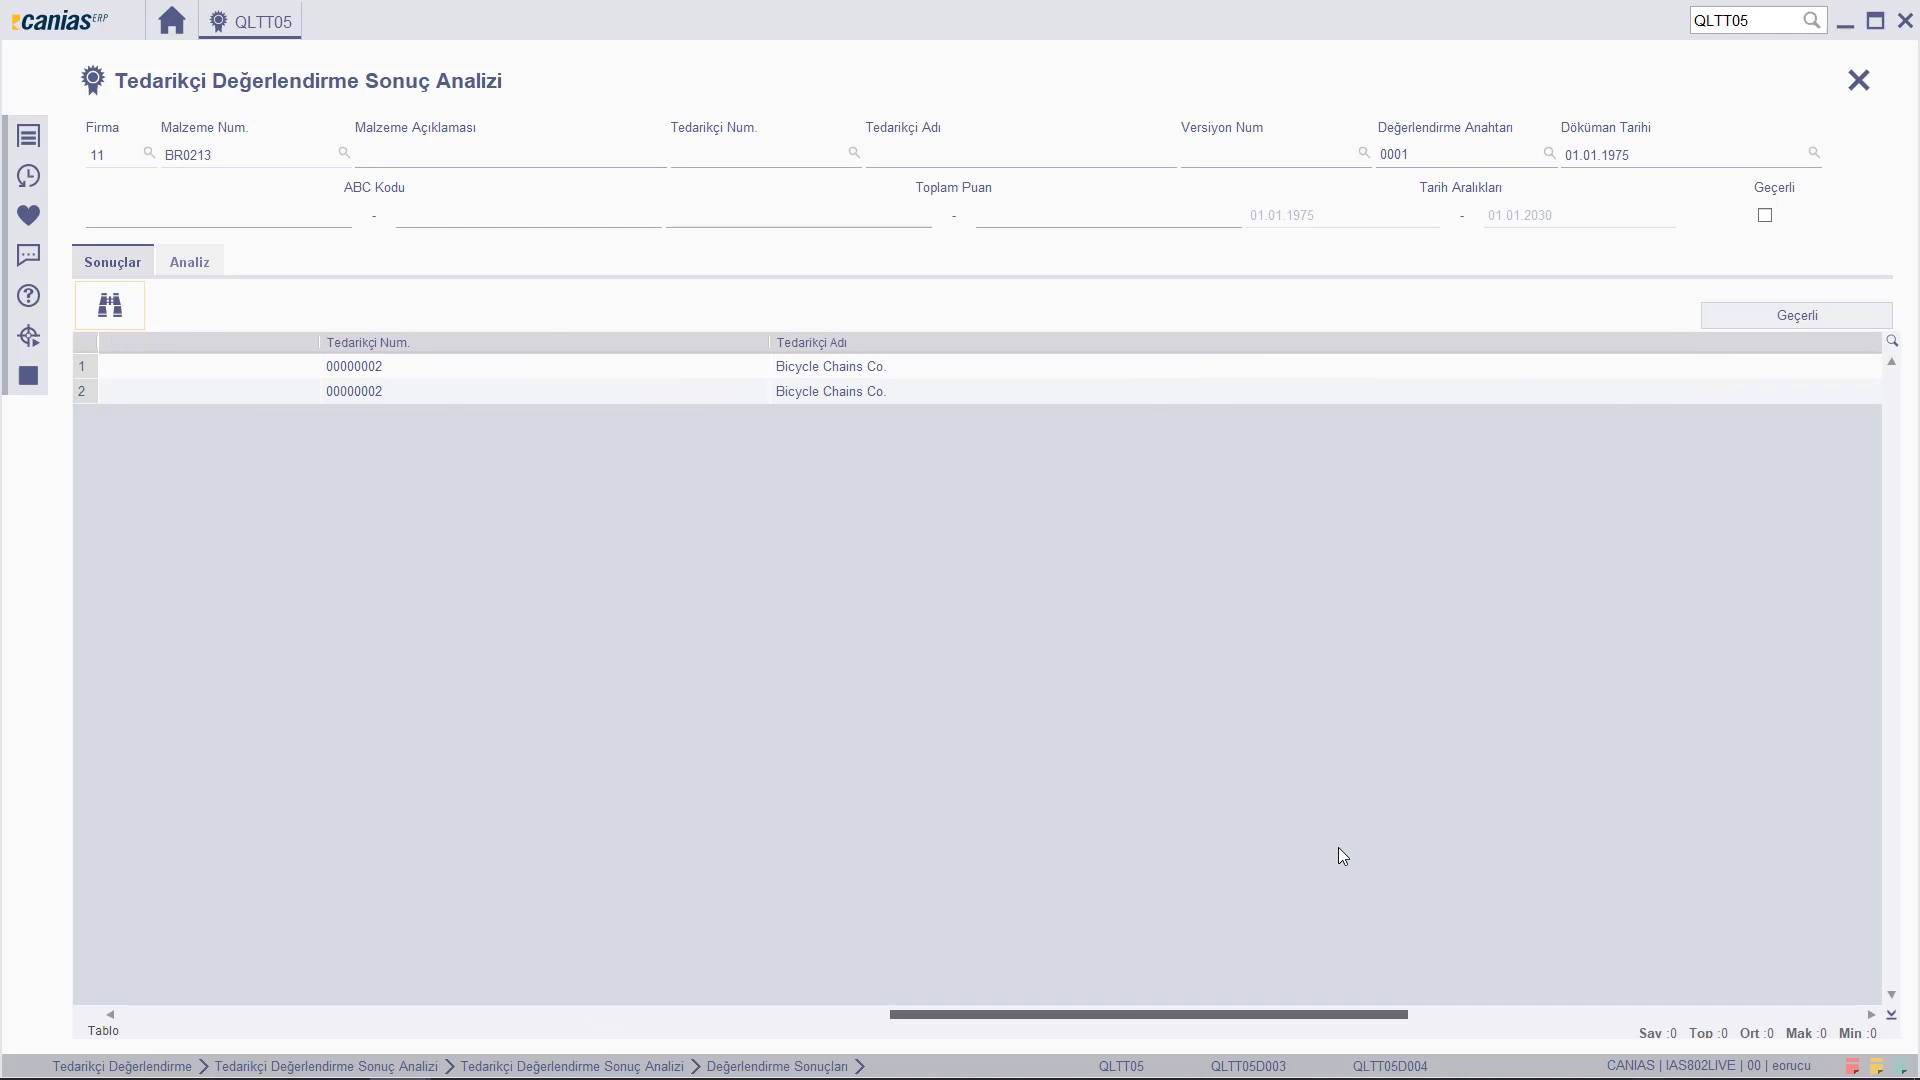 canias ERP
QLTT05
QLTT05
Tedarikçi Değerlendirme Sonuç Analizi
Firma Malzeme Num. Malzeme Açıklaması Tedarikçi Num. Tedarikçi Adı Versiyon Num Değerlendirme Anahtarı Döküman Tarihi
11 BR0213 0001 01.01.1975
ABC Kodu Toplam Puan Tarih Aralıkları Geçerli
- - 01.01.1975 - 01.01.2030
Sonuçlar Analiz
Geçerli
Tedarikçi Num. Tedarikçi Adı
1 00000002 Bicycle Chains Co.
2 00000002 Bicycle Chains Co.
Tablo
Say :0 Top :0 Ort :0 Mak :0 Min :0
Tedarikçi Değerlendirme Tedarikçi Değerlendirme Sonuç Analizi Tedarikçi Değerlendirme Sonuç Analizi Değerlendirme Sonuçları QLTT05 QLTT05D003 QLTT05D004 CANIAS | IAS802LIVE | 00 | eorucu